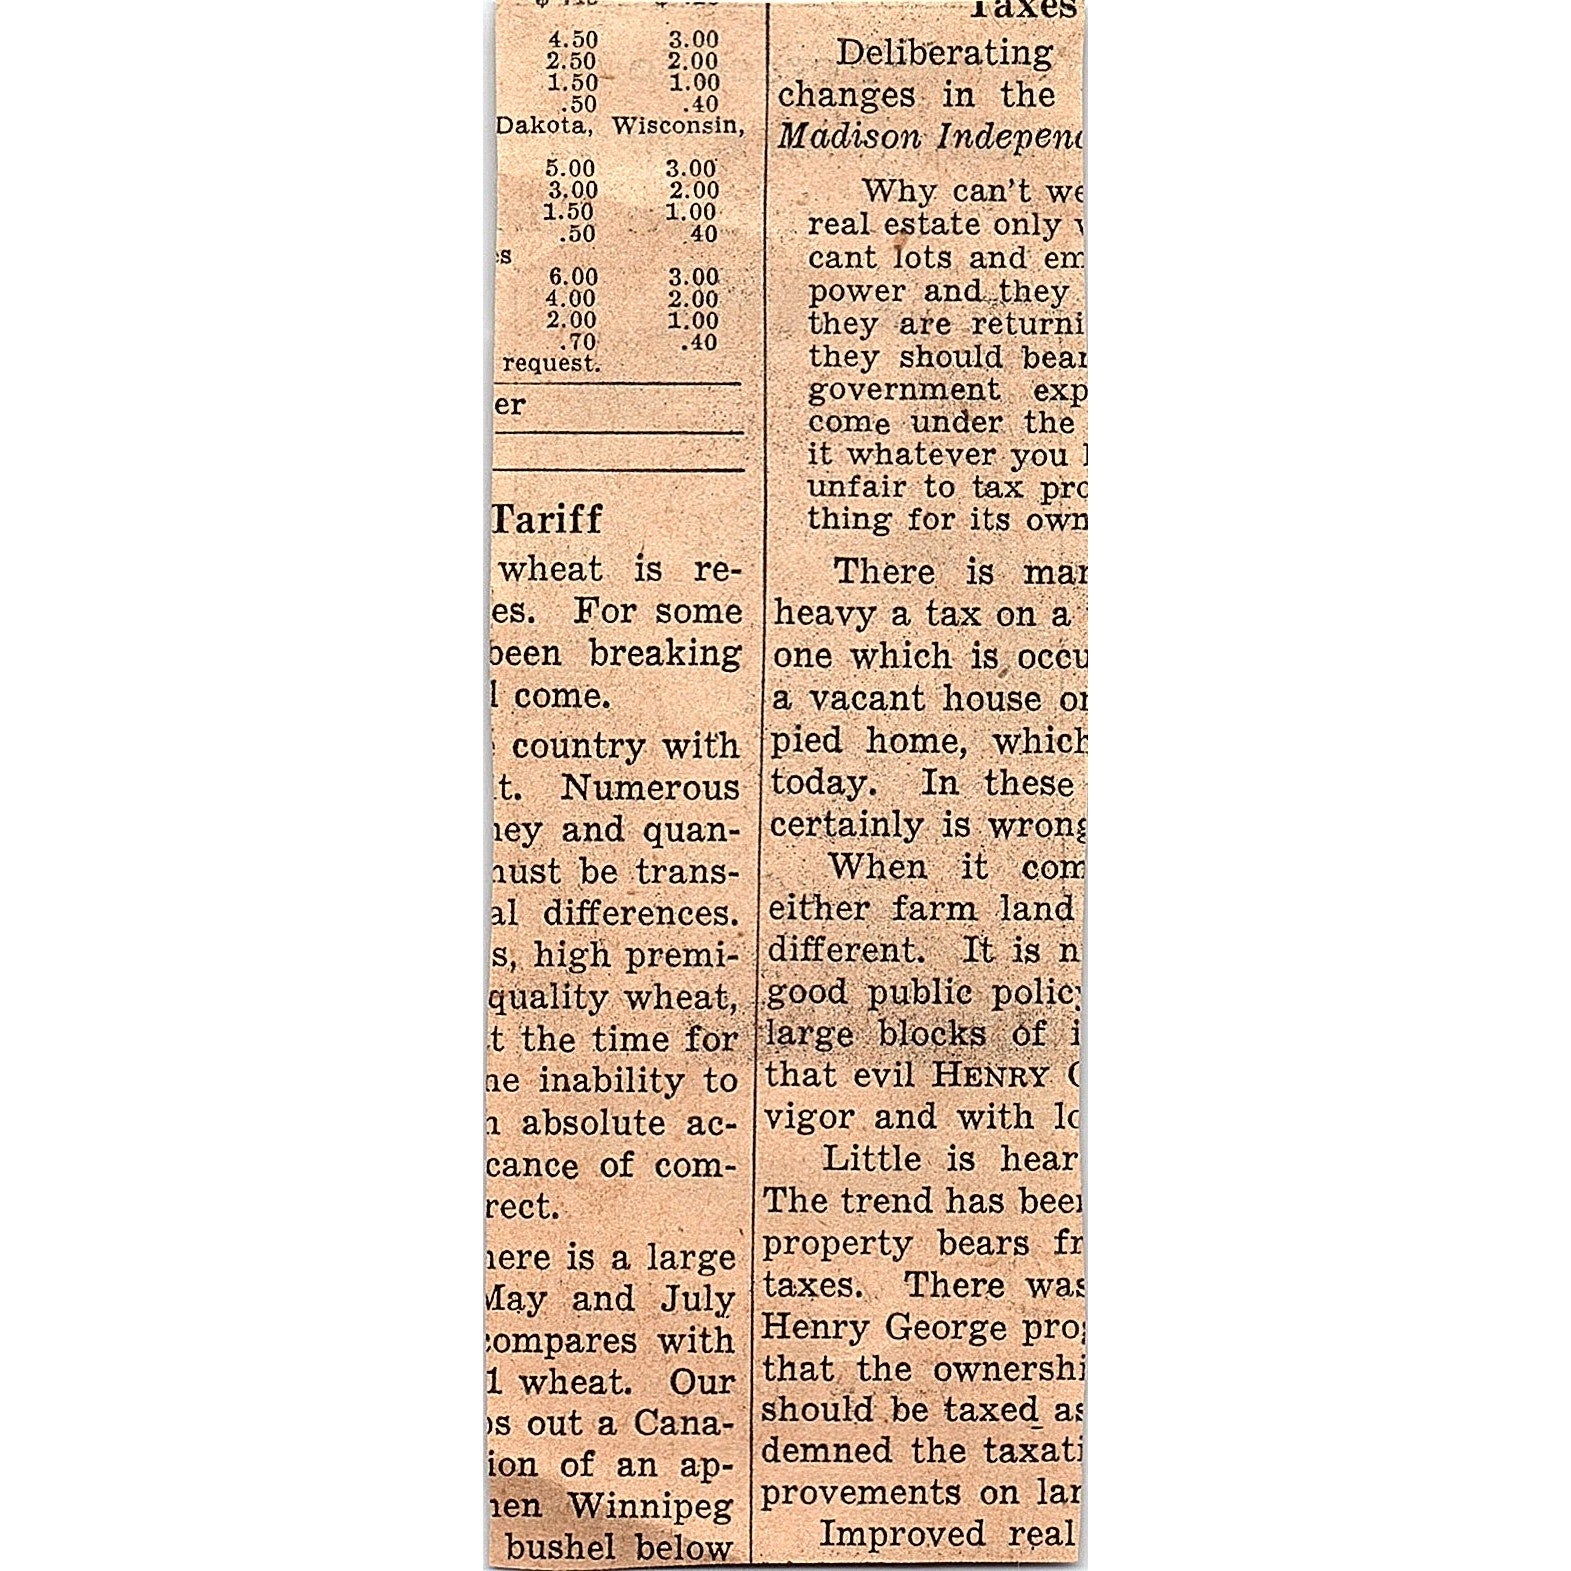 4.50 3.00
2.50 2.00
1.50 1.00
.50 .40
Dakota, Wisconsin,
5.00 3.00
3.00 2.00
1.50 1.00
.50 40
6.00 3.00
4.00 2.00
2.00 1.00
.70 .40
request.
er
Tariff
wheat is re-
es. For some
been breaking
come.
country with
t. Numerous
and quan-
must be trans-
al differences.
s, high premi-
quality wheat,
t the time for
inability to
absolute ac-
cance of com-
rect.
here is a large
May and July
compares with
1 wheat. Our
out a Cana-
ion of an ap-
Winnipeg
bushel below
Taxes
Deliberating
changes in the
Madison Independ
Why can't we
real estate only
cant lots and em
power and they
they are returni
they should bear
government exp
come under the
it whatever you
unfair to tax pro
thing for its own
There is man
heavy a tax on a
one which is occu
a vacant house or
pied home, which
today. In these
certainly is wrong
When it com
either farm land
different. It is n
good public policy
large blocks of i
that evil HENRY G
vigor and with lo
Little is hear
The trend has been
property bears fr
taxes. There was
Henry George prog
that the ownershi
should be taxed as
demned the taxati
provements on lan
Improved real